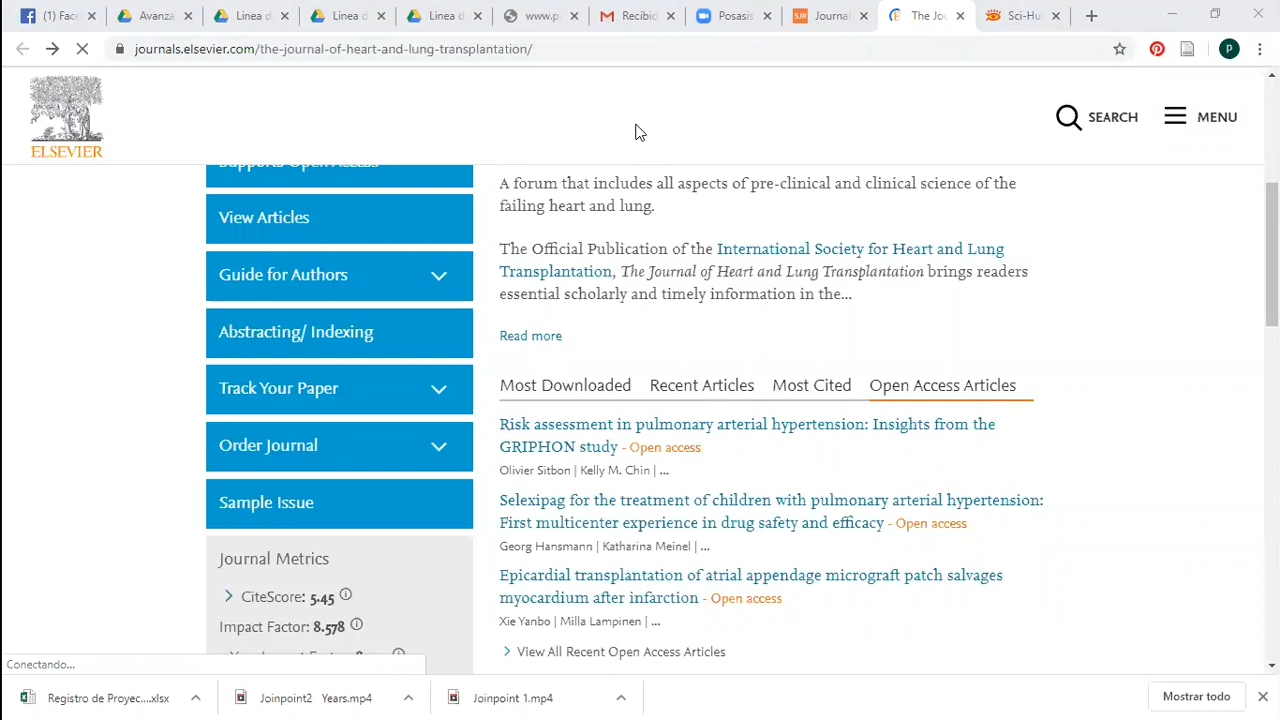 (1) Face
Avanza
Linea d
Linea d
Linea d
www.p
Recibid
Posasis
Journal
The Jou
Sci-Hu
journals.elsevier.com/the-journal-of-heart-and-lung-transplantation/
P
ELSEVIER
SEARCH
MENU
Supports Open Access
View Articles
Guide for Authors
Abstracting/ Indexing
Track Your Paper
Order Journal
Sample Issue
Journal Metrics
CiteScore: 5.45
Impact Factor: 8.578
A forum that includes all aspects of pre-clinical and clinical science of the
failing heart and lung.
The Official Publication of the International Society for Heart and Lung
Transplantation, The Journal of Heart and Lung Transplantation brings readers
essential scholarly and timely information in the...
Read more
Most Downloaded Recent Articles Most Cited Open Access Articles
Risk assessment in pulmonary arterial hypertension: Insights from the
GRIPHON study - Open access
Olivier Sitbon | Kelly M. Chin | ...
Selexipag for the treatment of children with pulmonary arterial hypertension:
First multicenter experience in drug safety and efficacy - Open access
Georg Hansmann | Katharina Meinel | ...
Epicardial transplantation of atrial appendage micrograft patch salvages
myocardium after infarction - Open access
Xie Yanbo | Milla Lampinen | ...
View All Recent Open Access Articles
Conectando...
Registro de Proyec....xlsx
Joinpoint2 Years.mp4
Joinpoint 1.mp4
Mostrar todo